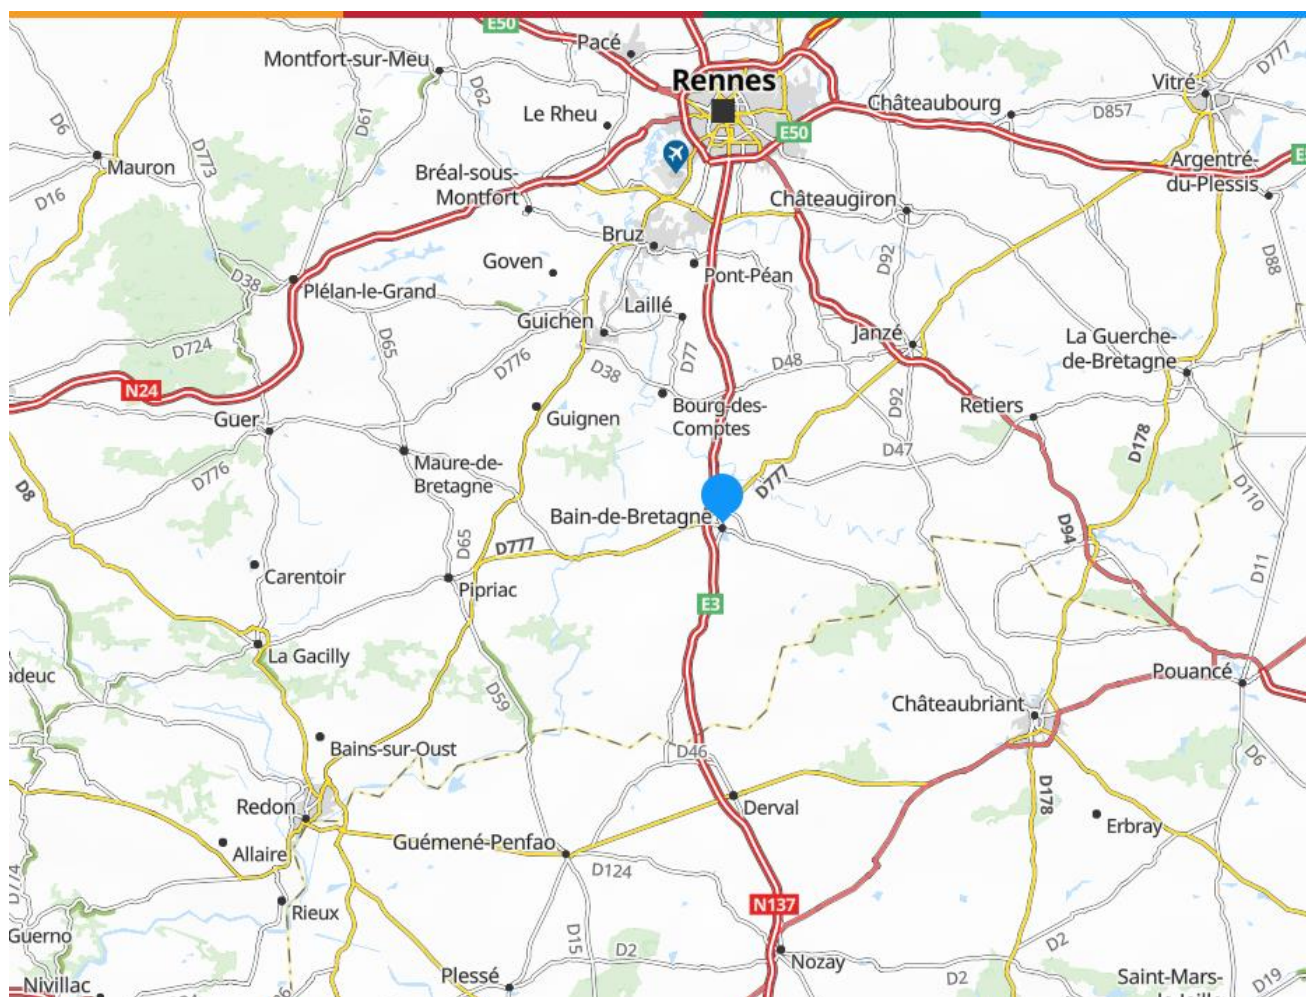 E50
Pacé
Montfort-sur-Meu
D777
Vitré
Rennes
D62
Châteaubourg
D857
Le Rheu
D61
D6
E50
Mauron
D773
Argentré-
du-Plessis
Bréal-sous-
Montfort
D16
Châteaugiron
Bruz
D92
D88
Goven
Pont-Péan
D38
Plélan-le-Grand
Laillé
Guichen
D65
Janzé
La Guerche-
de-Bretagne
D724
D77
D776
D48
D38
N24
Bourg-des-
Comptes
D92
Retiers
Guer
Guignen
D178
D47
Maure-de-
Bretagne
D776
D777
D8
D110
Bain-de-Bretagne
D94
D65
D777
Carentoir
Pipriac
D11
E3
La Gacilly
adeuc
Pouancé
D59
Châteaubriant
Bains-sur-Oust
D46
D6
D178
Redon
Derval
Erbray
Guémené-Penfao
Allaire
D124
D774
N137
Rieux
Guerno
D15
D2
D2
Nozay
Plessé
D2
Saint-Mars-
D19
Nivillac